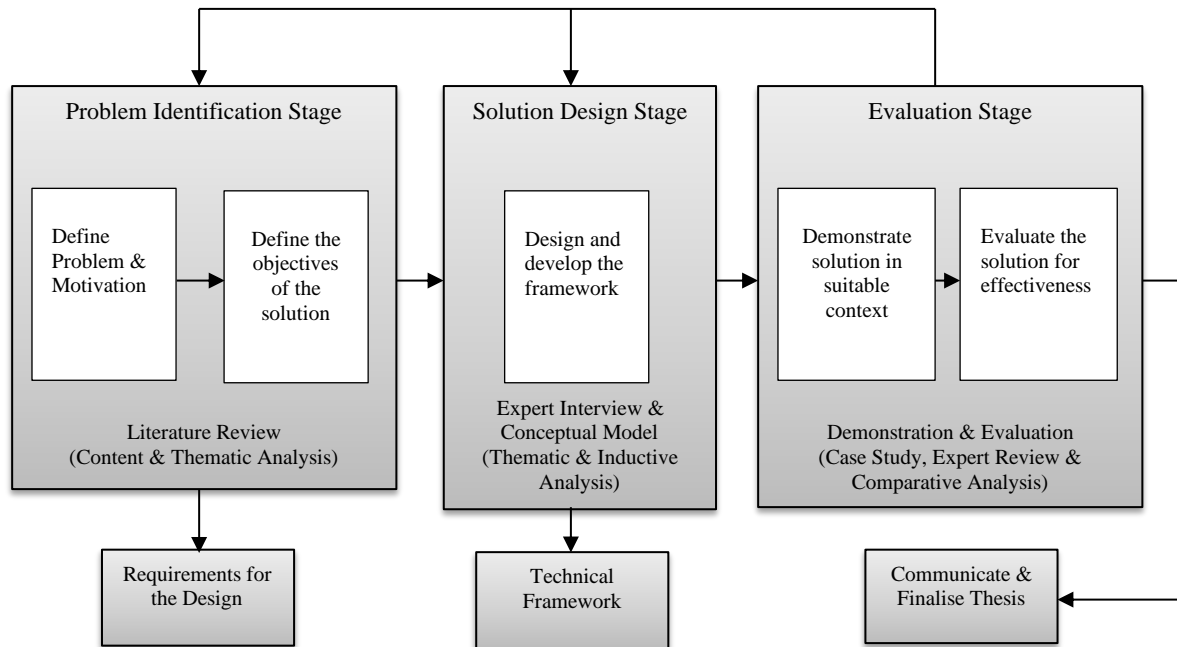 Problem Identification Stage
Define
Problem &
Motivation
Define the
objectives
of the
solution
Literature Review
(Content & Thematic Analysis)
Requirements for
the Design
Solution Design Stage
Design and
develop the
framework
Expert Interview &
Conceptual Model
(Thematic & Inductive
Analysis)
Technical
Framework
Evaluation Stage
Demonstrate
solution in
suitable
context
Evaluate the
solution for
effectiveness
Demonstration & Evaluation
(Case Study, Expert Review &
Comparative Analysis)
Communicate &
Finalise Thesis